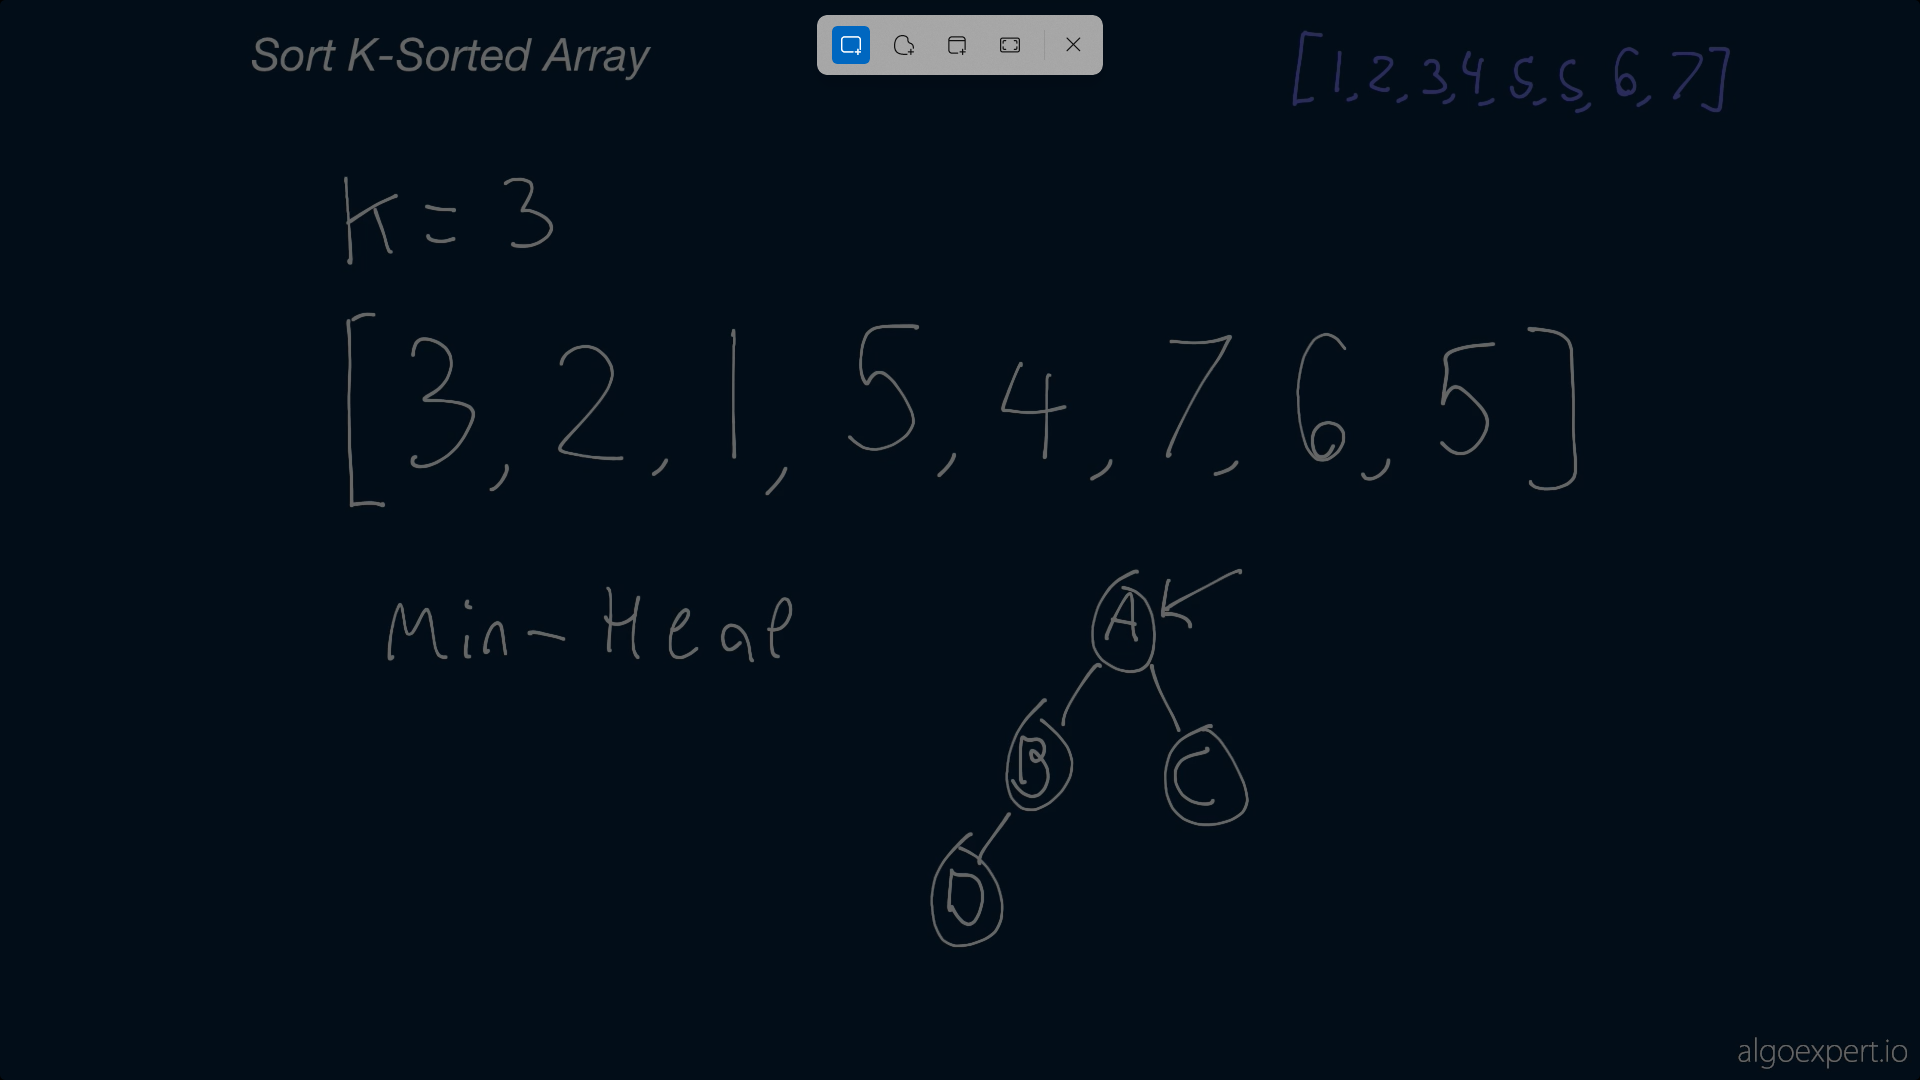 Sort K-Sorted Array
[1, 2, 3, 4, 5, 5, 6, 7]
K = 3
[3, 2, 1, 5, 4, 7, 6, 5]
Min-Heap
A
B
C
D
algoexpert.io